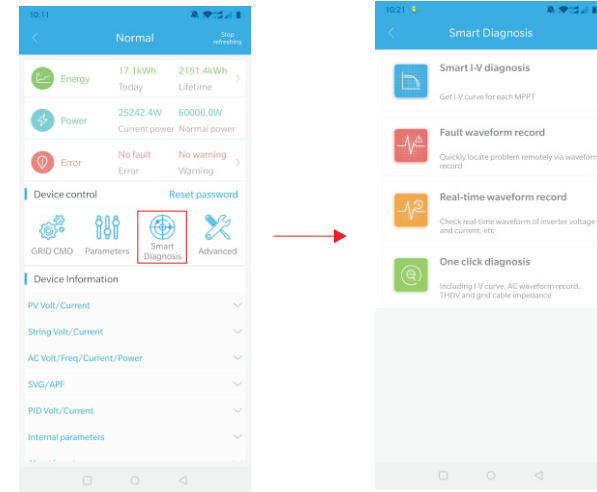 10:11
Normal
Stop
refreshing
Energy
17.1kWh
2151.4kWh
Today
Lifetime
Power
25242.4W
60000.0W
Current power
Normal power
Error
No fault
No warning
Error
Warning
Device control
Reset password
GRID CMD
Parameters
Smart
Diagnosis
Advanced
Device Information
PV Volt/Current
String Volt/Current
AC Volt/Freq/Current/Power
SVG/APF
PID Volt/Current
Internal parameters
10:21
Smart Diagnosis
Smart I-V diagnosis
Get I-V curve for each MPPT
Fault waveform record
Quickly locate problem remotely via waveform
record
Real-time waveform record
Check real-time waveform of inverter voltage
and current, etc
One click diagnosis
Including I-V curve, AC waveform record,
THDV and grid cable impedance